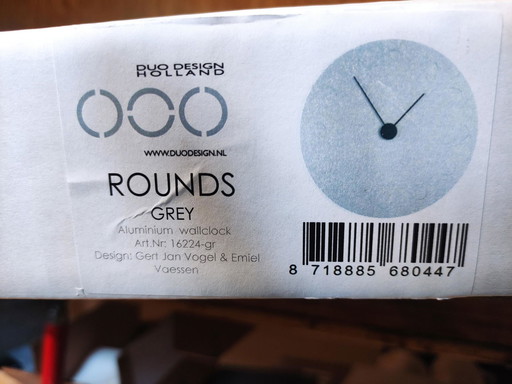 DUO DESIGN
HOLLAND
WWW.DUODESIGN.NL
ROUNDS
GREY
Aluminium wallclock
Art.Nr: 16224-gr
Design: Gert Jan Vogel & Emiel
Vaessen
8 718885 680447